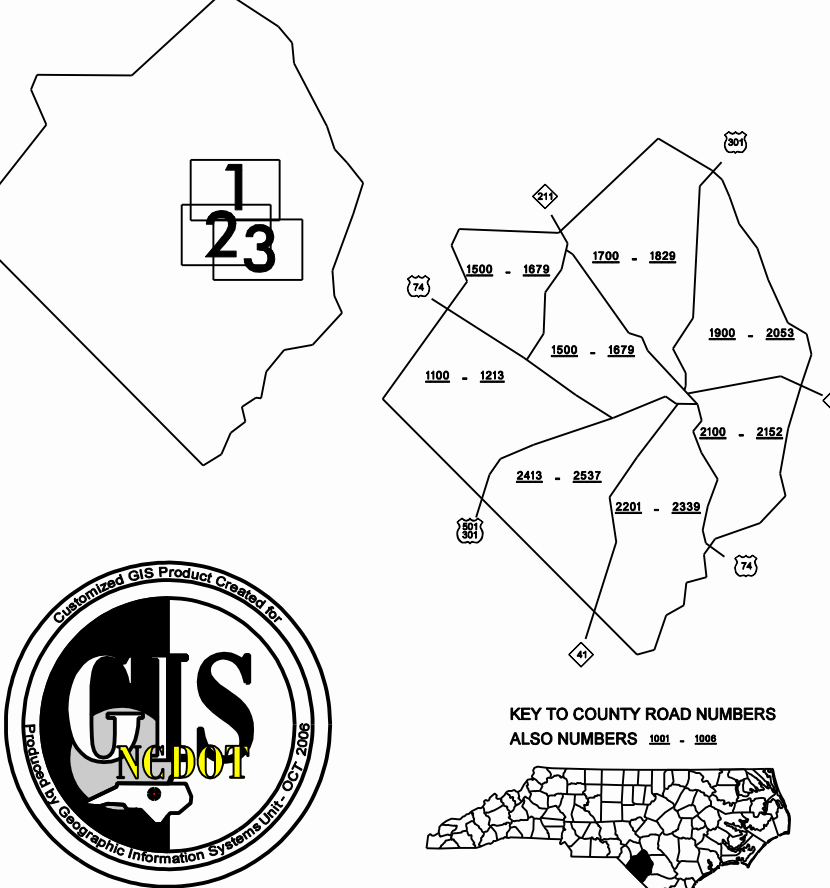 1
2
3
301
211
1700 - 1829
1500 - 1679
74
1900 - 2053
1500 - 1679
1100 - 1213
2100 - 2152
2413 - 2537
2201 - 2339
501
301
74
41
Customized GIS Product Created for
GIS
NCDOT
Produced by Geographic Information Systems Unit - OCT 2006
KEY TO COUNTY ROAD NUMBERS
ALSO NUMBERS 1001 - 1006